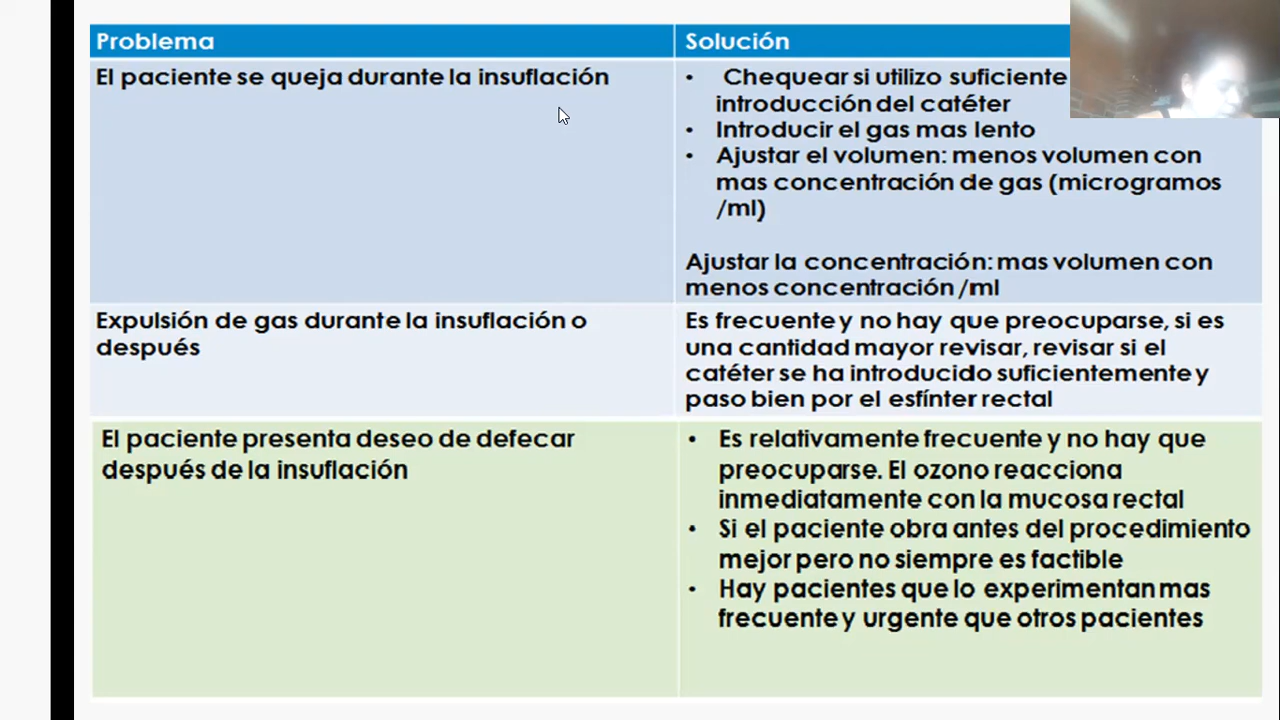 Problema
Solución
El paciente se queja durante la insuflación
• Chequear si utilizo suficiente
introducción del catéter
• Introducir el gas mas lento
• Ajustar el volumen: menos volumen con
mas concentración de gas (microgramos
/ml)
Ajustar la concentración: mas volumen con
menos concentración /ml
Expulsión de gas durante la insuflación o
después
Es frecuente y no hay que preocuparse, si es
una cantidad mayor revisar, revisar si el
catéter se ha introducido suficientemente y
paso bien por el esfínter rectal
El paciente presenta deseo de defecar
después de la insuflación
• Es relativamente frecuente y no hay que
preocuparse. El ozono reacciona
inmediatamente con la mucosa rectal
• Si el paciente obra antes del procedimiento
mejor pero no siempre es factible
• Hay pacientes que lo experimentan mas
frecuente y urgente que otros pacientes